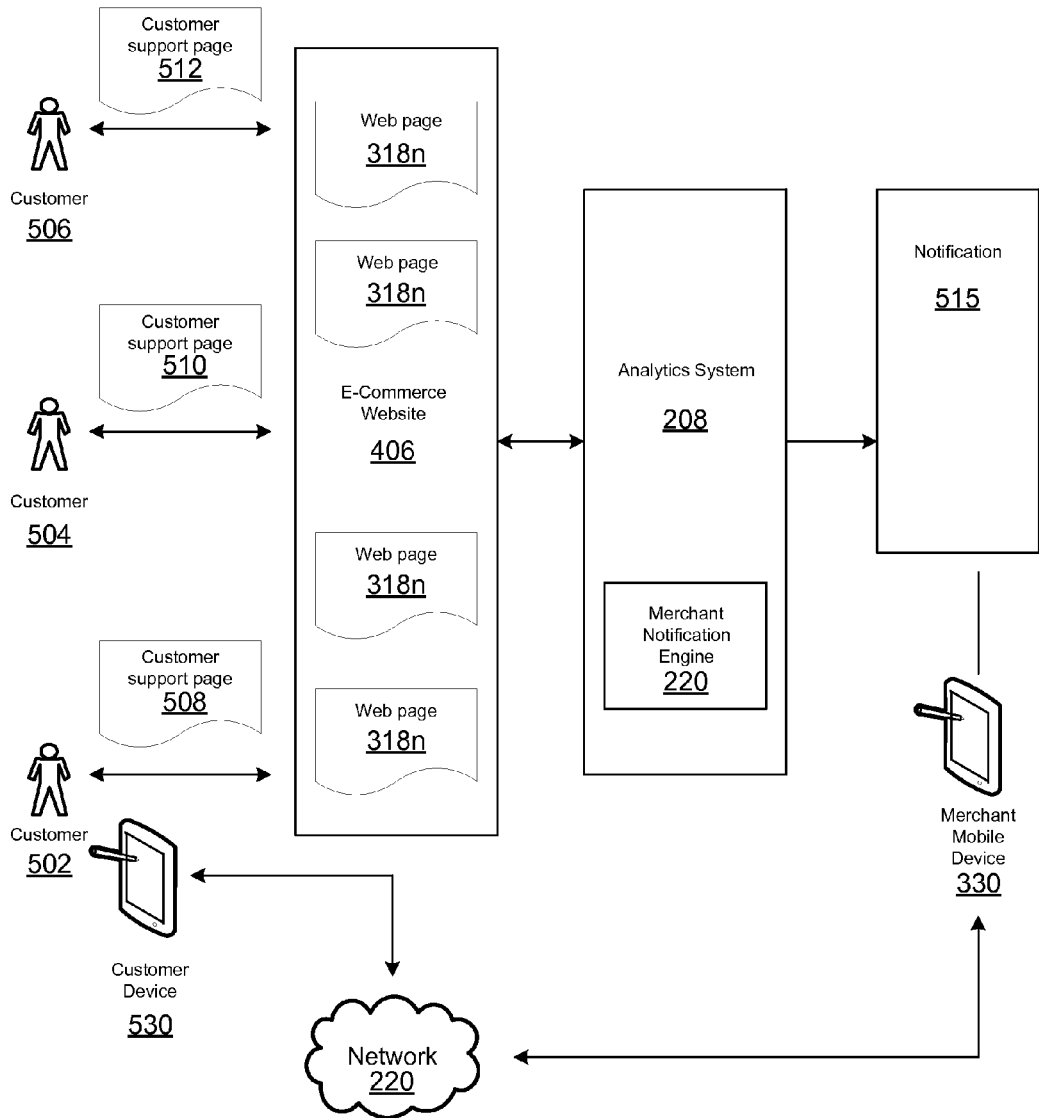 Customer
support page
512
Customer
506
Customer
support page
510
Customer
504
Customer
support page
508
Customer
502
Customer
Device
530
Web page
318n
Web page
318n
E-Commerce
Website
406
Web page
318n
Web page
318n
Analytics System
208
Merchant
Notification
Engine
220
Notification
515
Merchant
Mobile
Device
330
Network
220